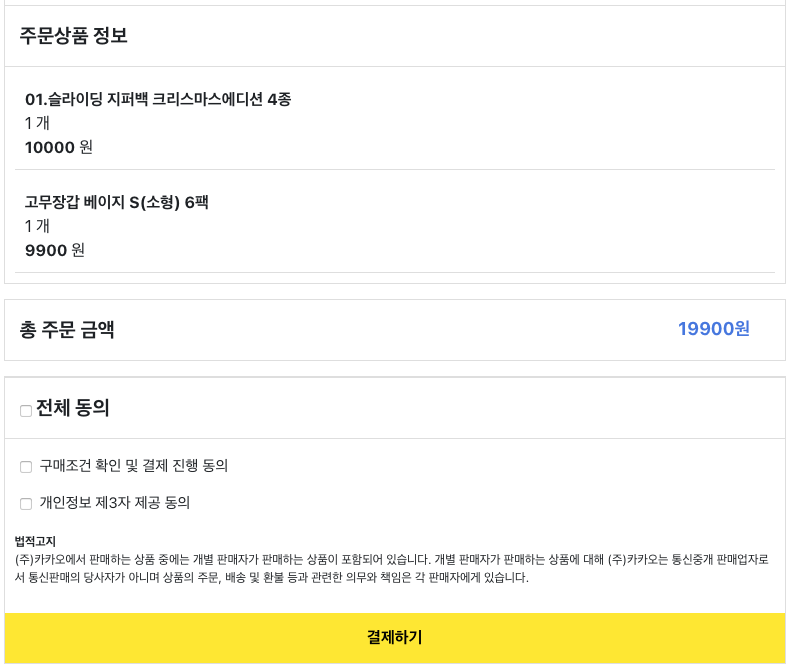 주문상품 정보
01.슬라이딩 지퍼백 크리스마스에디션 4종
1 개
10000 원
고무장갑 베이지 S(소형) 6팩
1 개
9900 원
총 주문 금액
19900원
전체 동의
구매조건 확인 및 결제 진행 동의
개인정보 제3자 제공 동의
법적고지
(주)카카오에서 판매하는 상품 중에는 개별 판매자가 판매하는 상품이 포함되어 있습니다. 개별 판매자가 판매하는 상품에 대해 (주)카카오는 통신중개 판매업자로
서 통신판매의 당사자가 아니며 상품의 주문, 배송 및 환불 등과 관련한 의무와 책임은 각 판매자에게 있습니다.
결제하기